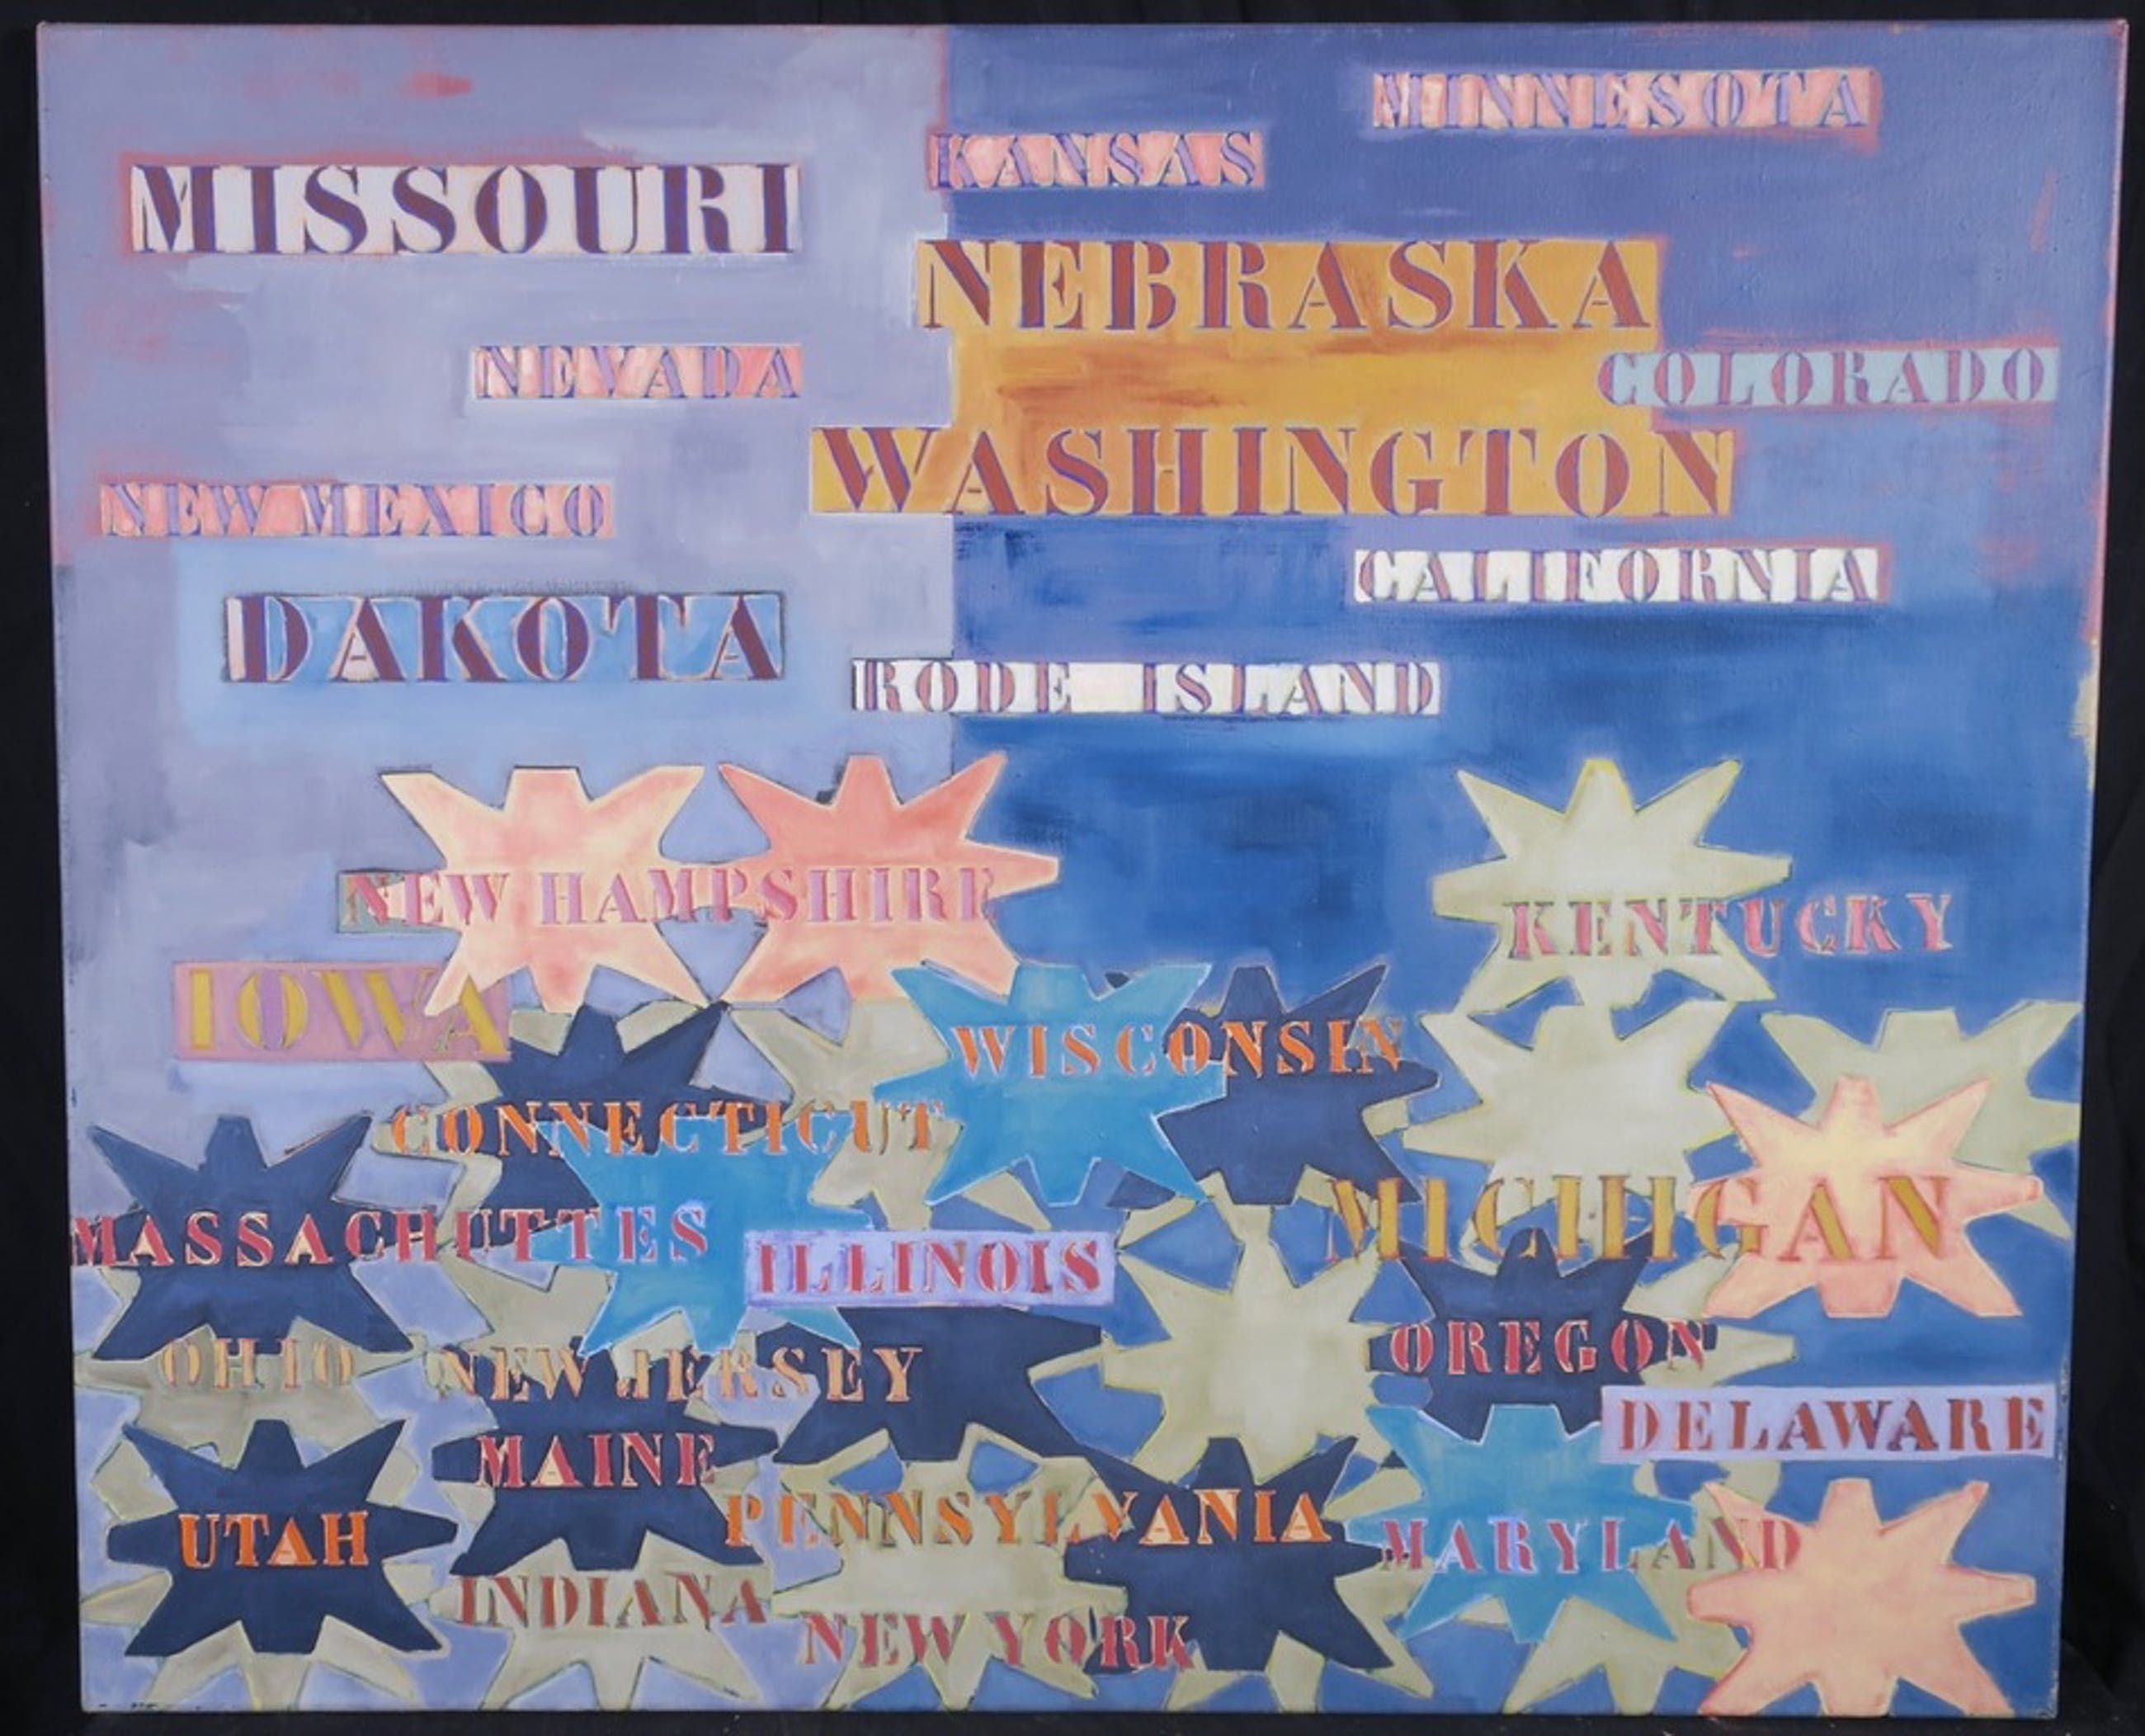 MINNESOTA
KANSAS
MISSOURI
NEBRASKA
NEVADA
COLORADO
WASHINGTON
NEW MEXICO
CALIFORNIA
DAKOTA
RODE ISLAND
NEW HAMPSHIRE
KENTUCKY
IOWA
WISCONSIN
CONNECTICUT
MASSACHUTTES
MICHIGAN
ILLINOIS
OHIO
NEW JERSEY
OREGON
DELAWARE
MAINE
UTAH
PENNSYLVANIA
MARYLAND
INDIANA
NEW YORK